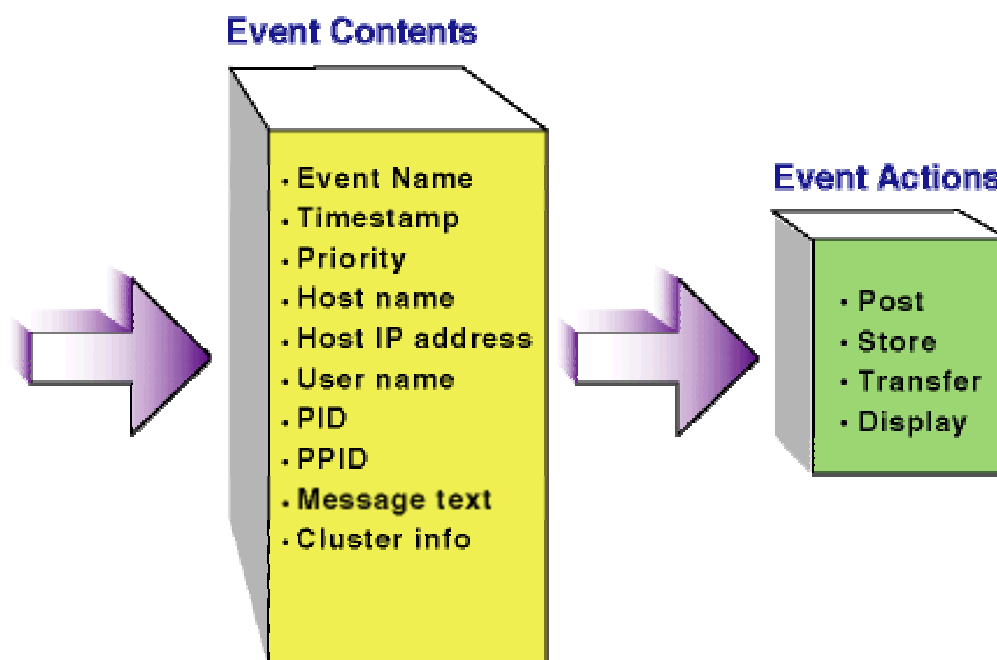 Event Contents
· Event Name
· Timestamp
· Priority
· Host name
· Host IP address
· User name
· PID
· PPID
· Message text
· Cluster info
Event Actions
· Post
· Store
· Transfer
· Display